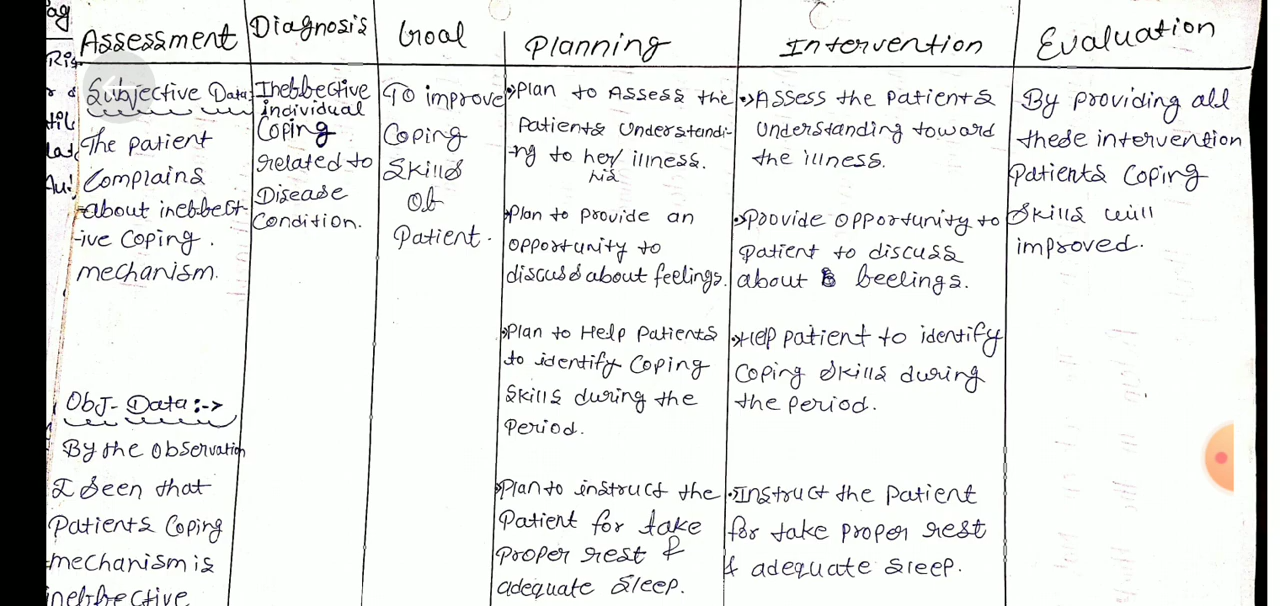 Assessment
Subjective Data:
The patient
Complains
about ineffect
-ive Coping.
mechanism.
Obj- Data:->
By the observation
I seen that
Patients Coping
mechanism is
ineffective
Diagnosis
Ineffective
individual
Coping
related to
Disease
Condition.
Goal
To improve
Coping
Skills
Of
Patient.
Planning
Plan to Assess the
Patients Understandi-
ng to her/ illness.
his
Plan to provide an
opportunity to
discuss about feelings.
Plan to Help Patients
to identify Coping
Skills during the
Period.
Plan to instruct the
Patient for take
Proper rest &
adequate Sleep.
Intervention
Assess the patients
Understanding toward
the illness.
Provide opportunity to
Patient to discuss
about feelings.
Help patient to identify
Coping Skills during
the Period.
Instruct the Patient
for take proper rest
& adequate Sleep.
Evaluation
By providing all
these intervention
Patients Coping
Skills will
improved.